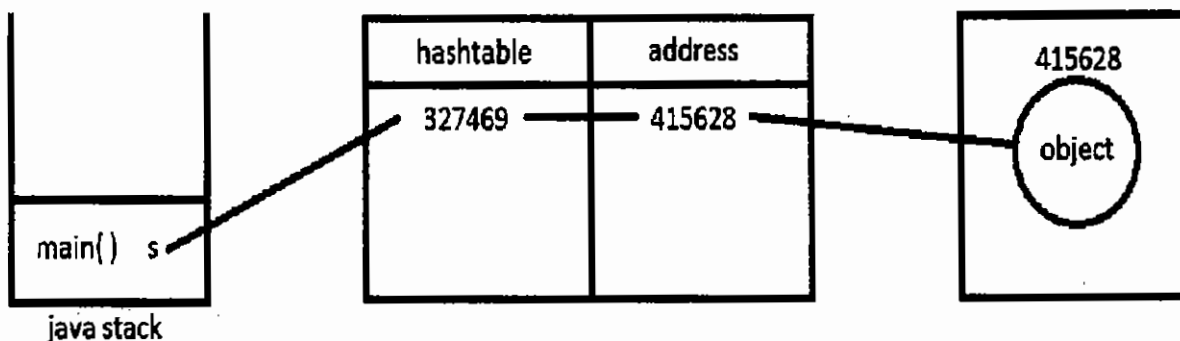 hashtable address
327469 415628
415628
object
main() s
java stack